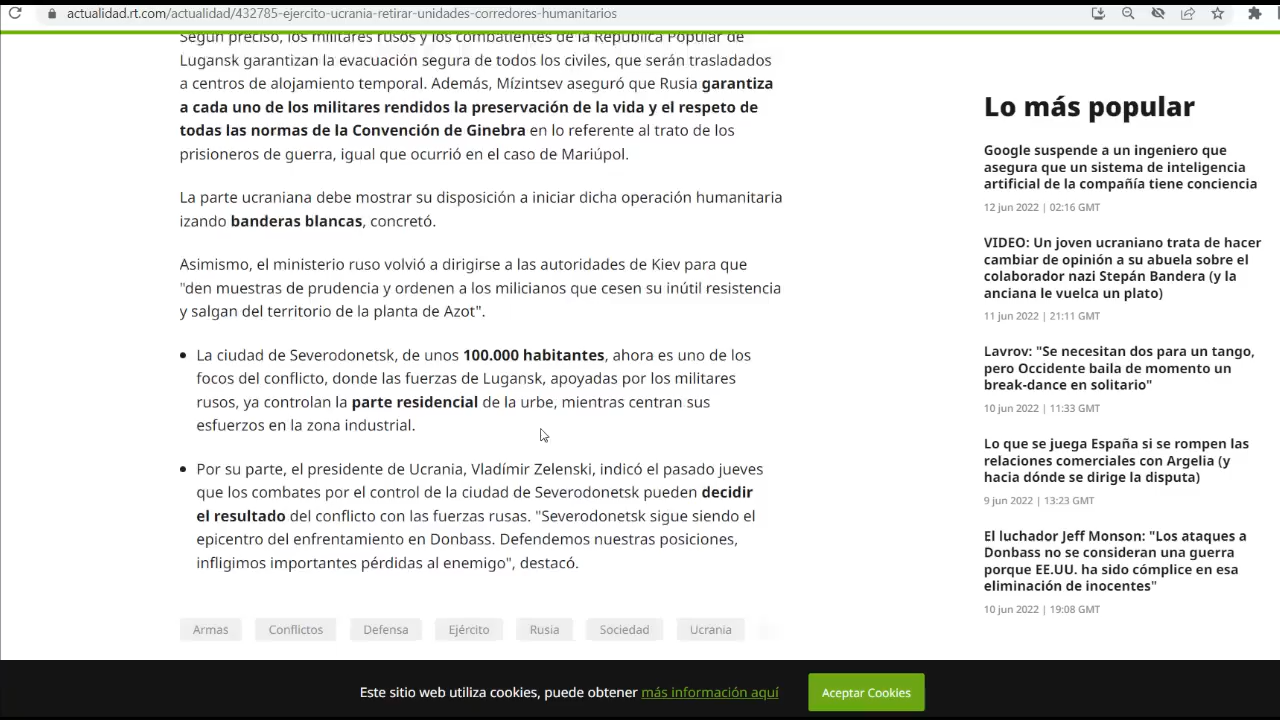 actualidad.rt.com/actualidad/432785-ejercito-ucrania-retirar-unidades-corredores-humanitarios
Según precisó, los militares rusos y los combatientes de la República Popular de
Lugansk garantizan la evacuación segura de todos los civiles, que serán trasladados
a centros de alojamiento temporal. Además, Mízintsev aseguró que Rusia garantiza
a cada uno de los militares rendidos la preservación de la vida y el respeto de
todas las normas de la Convención de Ginebra en lo referente al trato de los
prisioneros de guerra, igual que ocurrió en el caso de Mariúpol.
La parte ucraniana debe mostrar su disposición a iniciar dicha operación humanitaria
izando banderas blancas, concretó.
Asimismo, el ministerio ruso volvió a dirigirse a las autoridades de Kiev para que
"den muestras de prudencia y ordenen a los milicianos que cesen su inútil resistencia
y salgan del territorio de la planta de Azot".
La ciudad de Severodonetsk, de unos 100.000 habitantes, ahora es uno de los
focos del conflicto, donde las fuerzas de Lugansk, apoyadas por los militares
rusos, ya controlan la parte residencial de la urbe, mientras centran sus
esfuerzos en la zona industrial.
Por su parte, el presidente de Ucrania, Vladímir Zelenski, indicó el pasado jueves
que los combates por el control de la ciudad de Severodonetsk pueden decidir
el resultado del conflicto con las fuerzas rusas. "Severodonetsk sigue siendo el
epicentro del enfrentamiento en Donbass. Defendemos nuestras posiciones,
infligimos importantes pérdidas al enemigo", destacó.
Armas Conflictos Defensa Ejército Rusia Sociedad Ucrania
Lo más popular
Google suspende a un ingeniero que
asegura que un sistema de inteligencia
artificial de la compañía tiene conciencia
12 jun 2022 | 02:16 GMT
VIDEO: Un joven ucraniano trata de hacer
cambiar de opinión a su abuela sobre el
colaborador nazi Stepán Bandera (y la
anciana le vuelca un plato)
11 jun 2022 | 21:11 GMT
Lavrov: "Se necesitan dos para un tango,
pero Occidente baila de momento un
break-dance en solitario"
10 jun 2022 | 11:33 GMT
Lo que se juega España si se rompen las
relaciones comerciales con Argelia (y
hacia dónde se dirige la disputa)
9 jun 2022 | 13:23 GMT
El luchador Jeff Monson: "Los ataques a
Donbass no se consideran una guerra
porque EE.UU. ha sido cómplice en esa
eliminación de inocentes"
10 jun 2022 | 19:08 GMT
Este sitio web utiliza cookies, puede obtener más información aquí
Aceptar Cookies